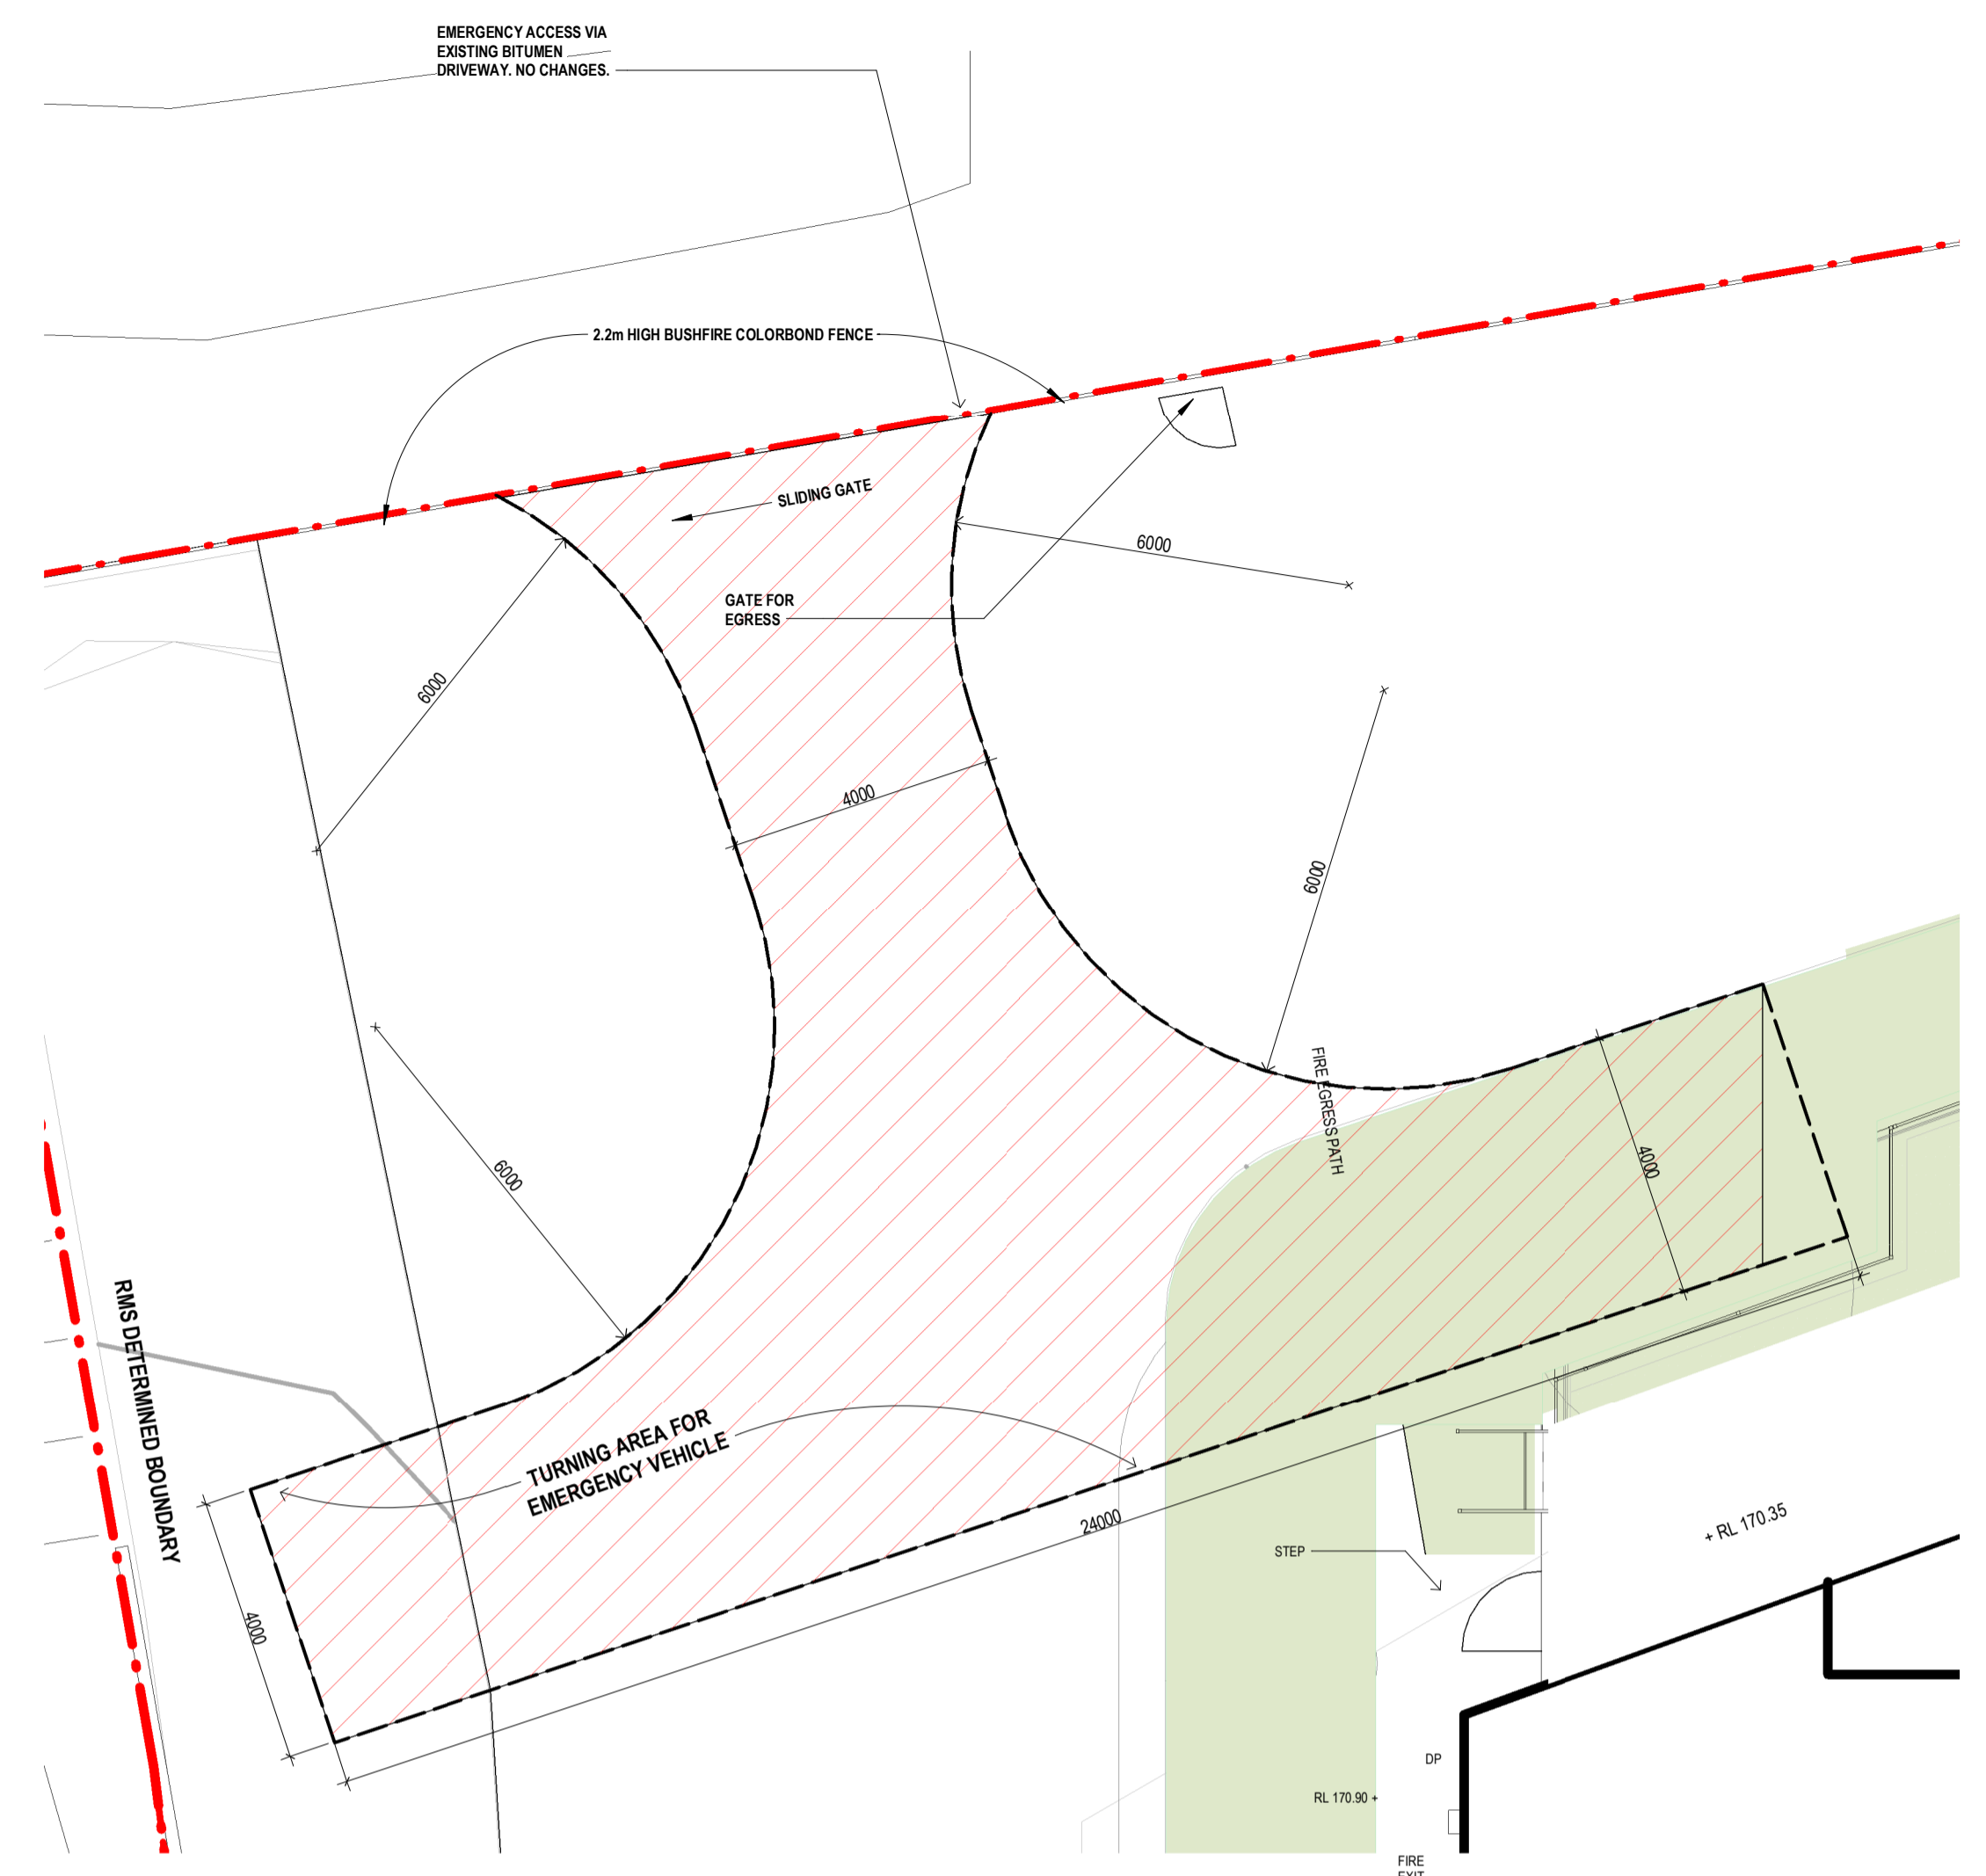 EMERGENCY ACCESS VIA
EXISTING BITUMEN
DRIVEWAY. NO CHANGES.
2.2m HIGH BUSHFIRE COLORBOND FENCE
SLIDING GATE
6000
GATE FOR
EGRESS
6000
4000
6000
FIRE EGRESS PATH
4000
6000
RMS DETERMINED BOUNDARY
TURNING AREA FOR
EMERGENCY VEHICLE
24000
+ RL 170.35
STEP
4000
DP
RL 170.90 +
FIRE
EXIT